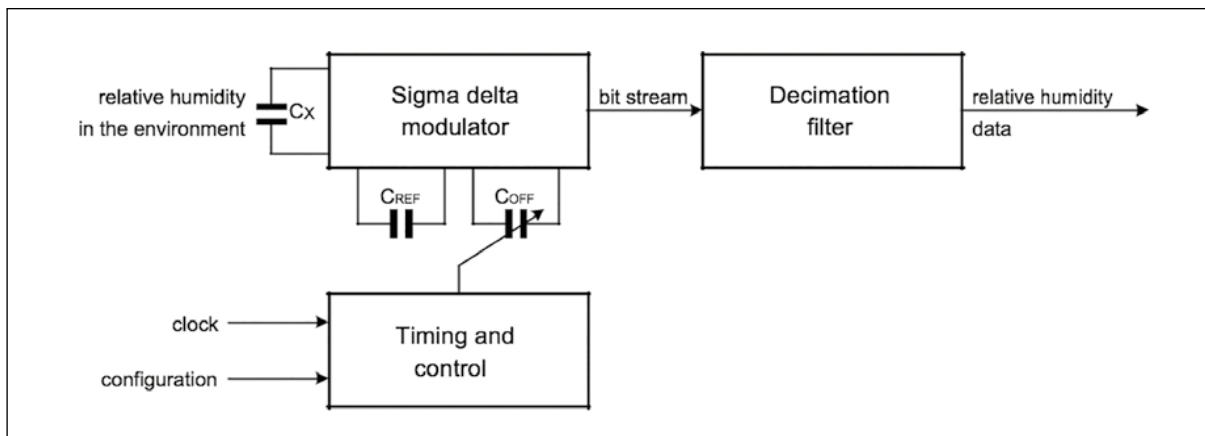 relative humidity
in the environment
CX
Sigma delta
modulator
bit stream
Decimation
filter
relative humidity
data
CREF
COFF
clock
configuration
Timing and
control